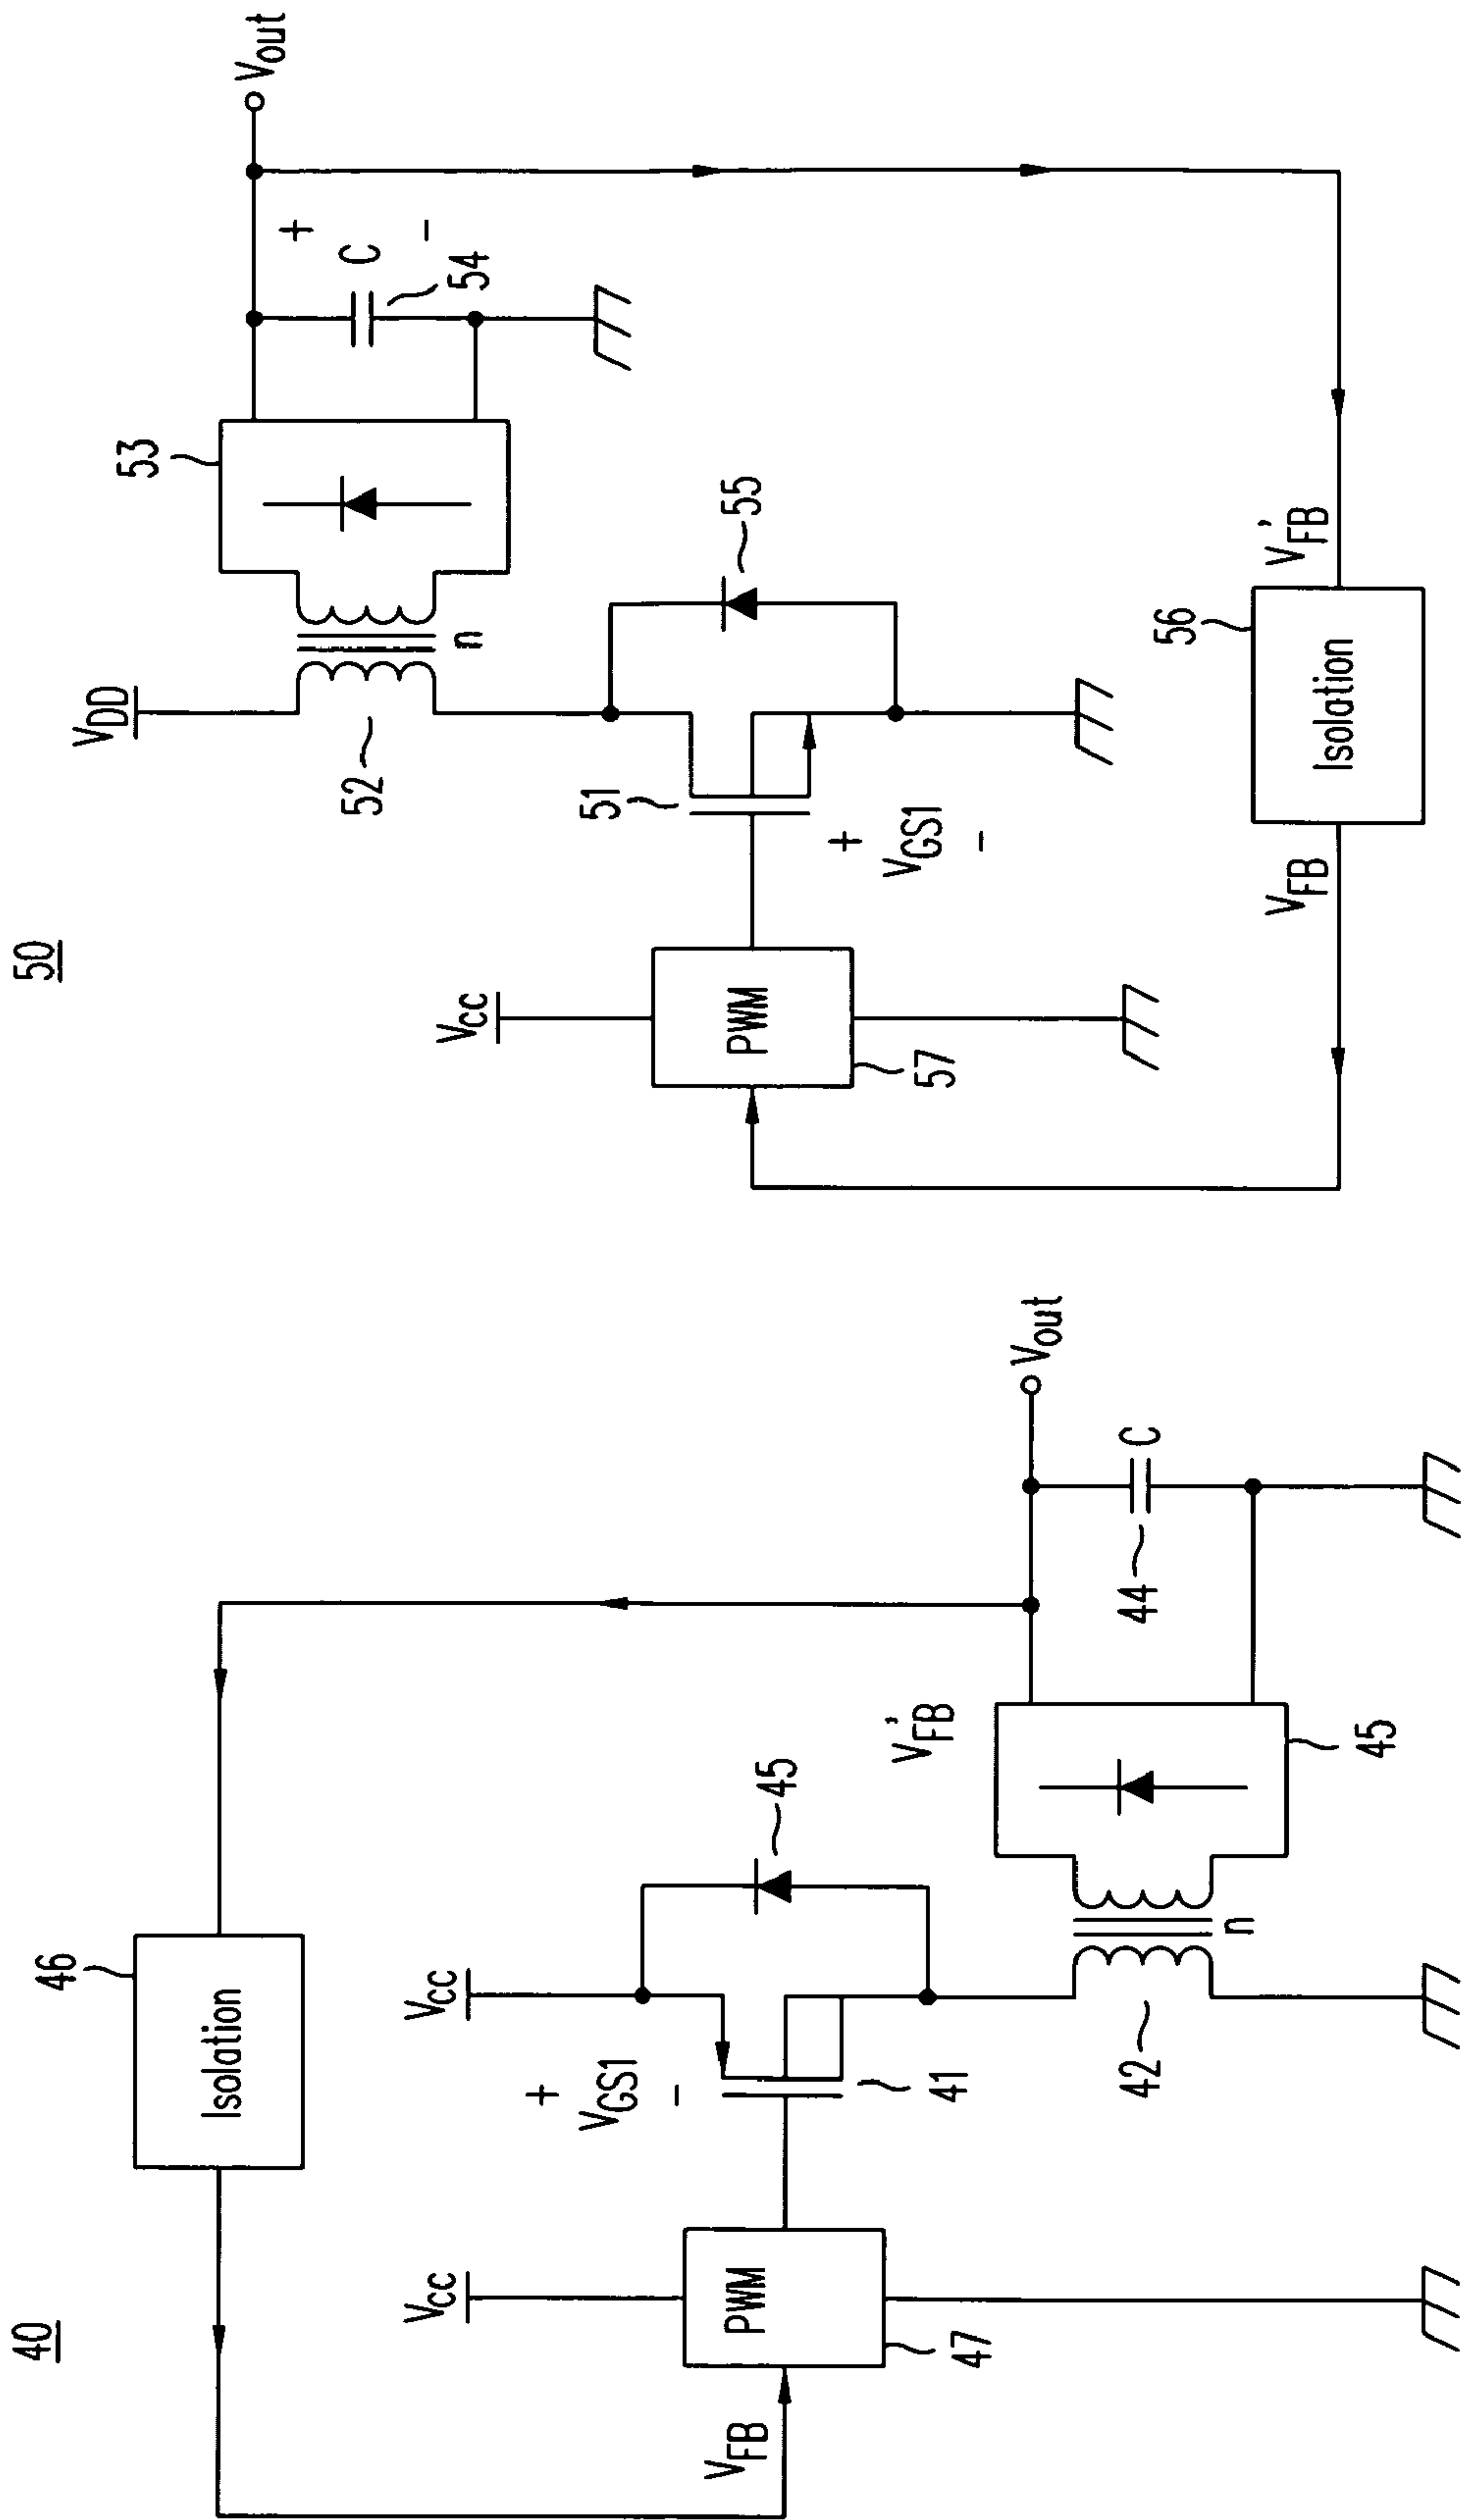 40
46
Isolation
Vcc
Vcc
+
VGS1
-
45
PWM
47
41
VFB
V'FB
42
n
45
44
C
Vout
50
VDD
52
n
53
+
C
-
54
Vout
Vcc
51
55
PWM
57
+
VGS1
-
VFB
56
Isolation
V'FB